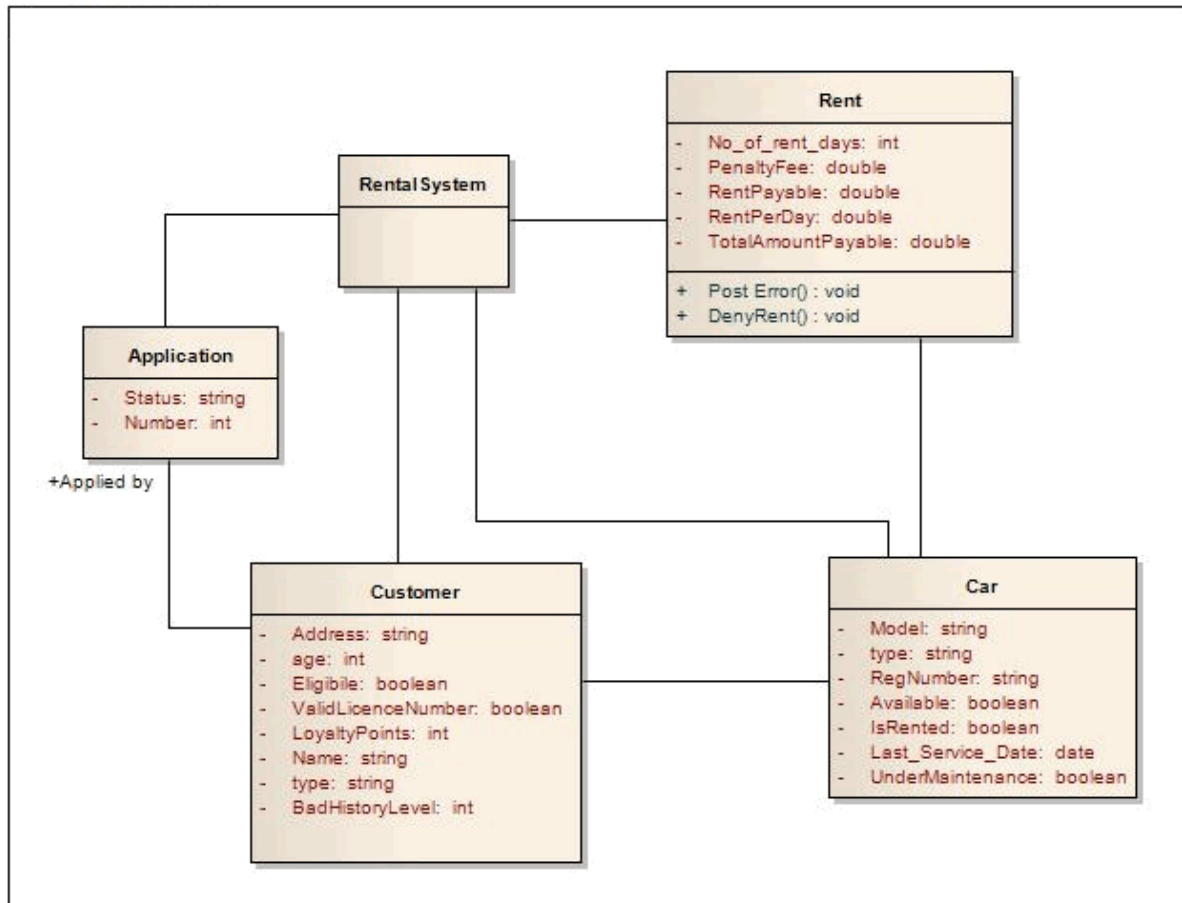 Rent
- No_of_rent_days: int
- PenaltyFee: double
- RentPayable: double
- RentPerDay: double
- TotalAmountPayable: double
+ Post Error() : void
+ DenyRent() : void
RentalSystem
Application
- Status: string
- Number: int
+Applied by
Customer
- Address: string
- age: int
- Eligibile: boolean
- ValidLicenceNumber: boolean
- LoyaltyPoints: int
- Name: string
- type: string
- BadHistoryLevel: int
Car
- Model: string
- type: string
- RegNumber: string
- Available: boolean
- IsRented: boolean
- Last_Service_Date: date
- UnderMaintenance: boolean